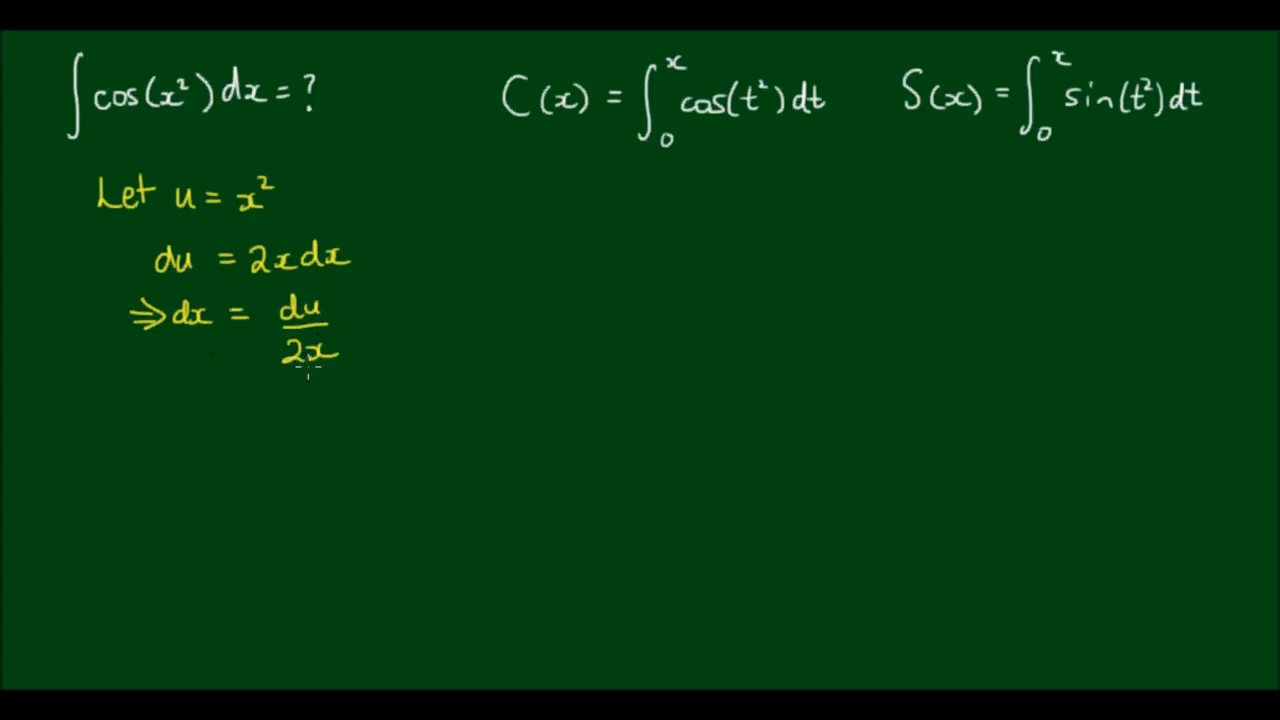 ∫cos(x²)dx = ?
C(x) = ∫₀ˣ cos(t²)dt
S(x) = ∫₀ˣ sin(t²)dt
Let u = x²
du = 2xdx
⇒ dx = du/2x